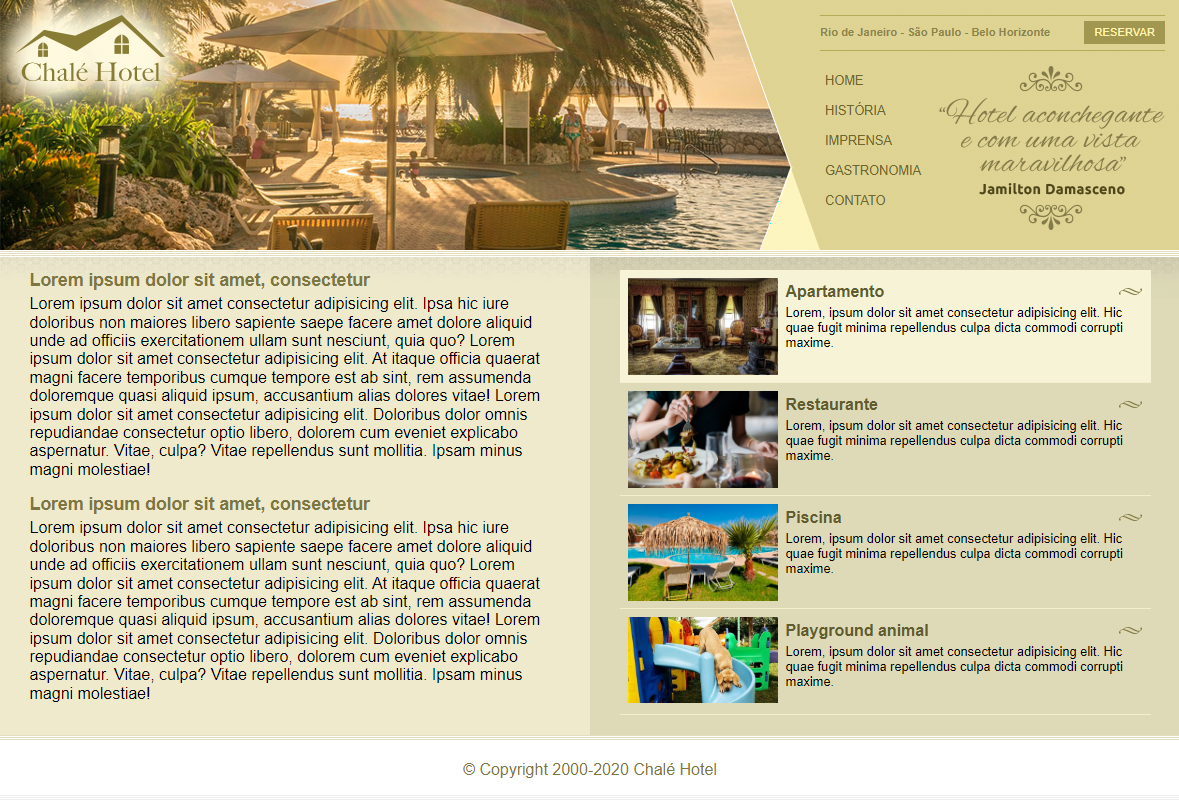 Chalé Hotel
Rio de Janeiro - São Paulo - Belo Horizonte
RESERVAR
HOME
HISTÓRIA
IMPRENSA
GASTRONOMIA
CONTATO
“Hotel aconchegante
e com uma vista
maravilhosa”
Jamilton Damasceno
Lorem ipsum dolor sit amet, consectetur
Lorem ipsum dolor sit amet consectetur adipisicing elit. Ipsa hic iure
doloribus non maiores libero sapiente saepe facere amet dolore aliquid
unde ad officiis exercitationem ullam sunt nesciunt, quia quo? Lorem
ipsum dolor sit amet consectetur adipisicing elit. At itaque officia quaerat
magni facere temporibus cumque tempore est ab sint, rem assumenda
doloremque quasi aliquid ipsum, accusantium alias dolores vitae! Lorem
ipsum dolor sit amet consectetur adipisicing elit. Doloribus dolor omnis
repudiandae consectetur optio libero, dolorem cum eveniet explicabo
aspernatur. Vitae, culpa? Vitae repellendus sunt mollitia. Ipsam minus
magni molestiae!
Lorem ipsum dolor sit amet, consectetur
Lorem ipsum dolor sit amet consectetur adipisicing elit. Ipsa hic iure
doloribus non maiores libero sapiente saepe facere amet dolore aliquid
unde ad officiis exercitationem ullam sunt nesciunt, quia quo? Lorem
ipsum dolor sit amet consectetur adipisicing elit. At itaque officia quaerat
magni facere temporibus cumque tempore est ab sint, rem assumenda
doloremque quasi aliquid ipsum, accusantium alias dolores vitae! Lorem
ipsum dolor sit amet consectetur adipisicing elit. Doloribus dolor omnis
repudiandae consectetur optio libero, dolorem cum eveniet explicabo
aspernatur. Vitae, culpa? Vitae repellendus sunt mollitia. Ipsam minus
magni molestiae!
Apartamento
Lorem, ipsum dolor sit amet consectetur adipisicing elit. Hic
quae fugit minima repellendus culpa dicta commodi corrupti
maxime.
Restaurante
Lorem, ipsum dolor sit amet consectetur adipisicing elit. Hic
quae fugit minima repellendus culpa dicta commodi corrupti
maxime.
Piscina
Lorem, ipsum dolor sit amet consectetur adipisicing elit. Hic
quae fugit minima repellendus culpa dicta commodi corrupti
maxime.
Playground animal
Lorem, ipsum dolor sit amet consectetur adipisicing elit. Hic
quae fugit minima repellendus culpa dicta commodi corrupti
maxime.
© Copyright 2000-2020 Chalé Hotel